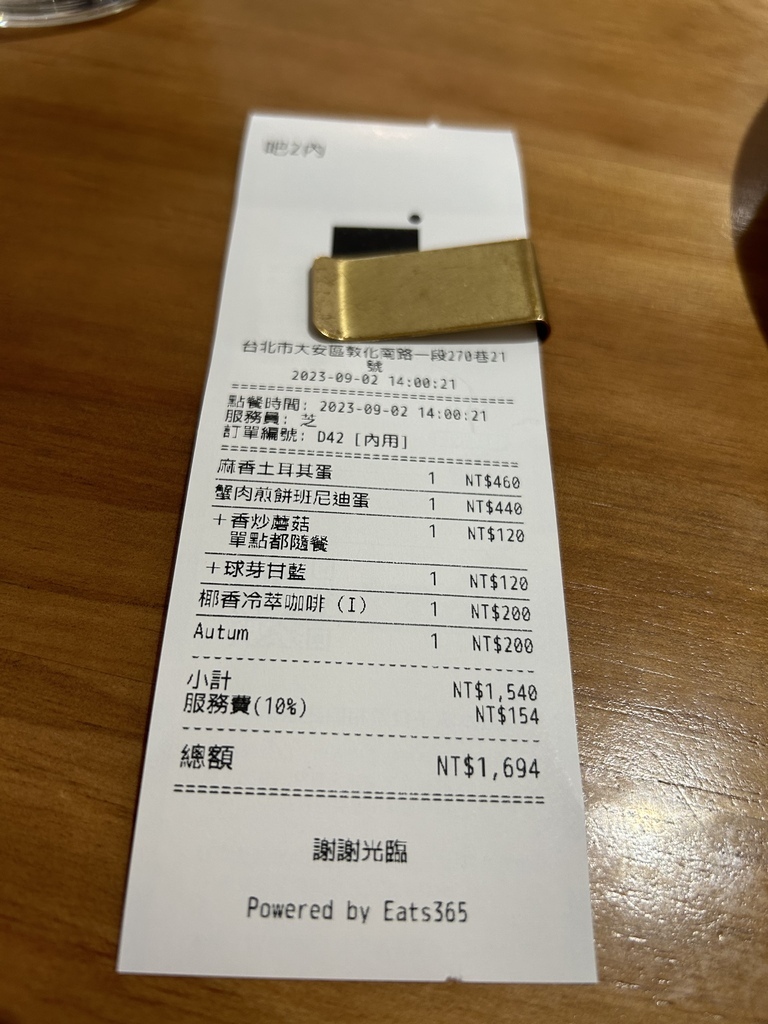 吧之內
台北市大安區敦化南路一段270巷21
號
2023-09-02 14:00:21
點餐時間: 2023-09-02 14:00:21
服務員: 芝
訂單編號: D42 [內用]
麻香土耳其蛋 1 NT$460
蟹肉煎餅班尼迪蛋 1 NT$440
+香炒蘑菇 1 NT$120
單點都隨餐
+球芽甘藍 1 NT$120
椰香冷萃咖啡 (I) 1 NT$200
Autum 1 NT$200
小計 NT$1,540
服務費(10%) NT$154
總額 NT$1,694
謝謝光臨
Powered by Eats365